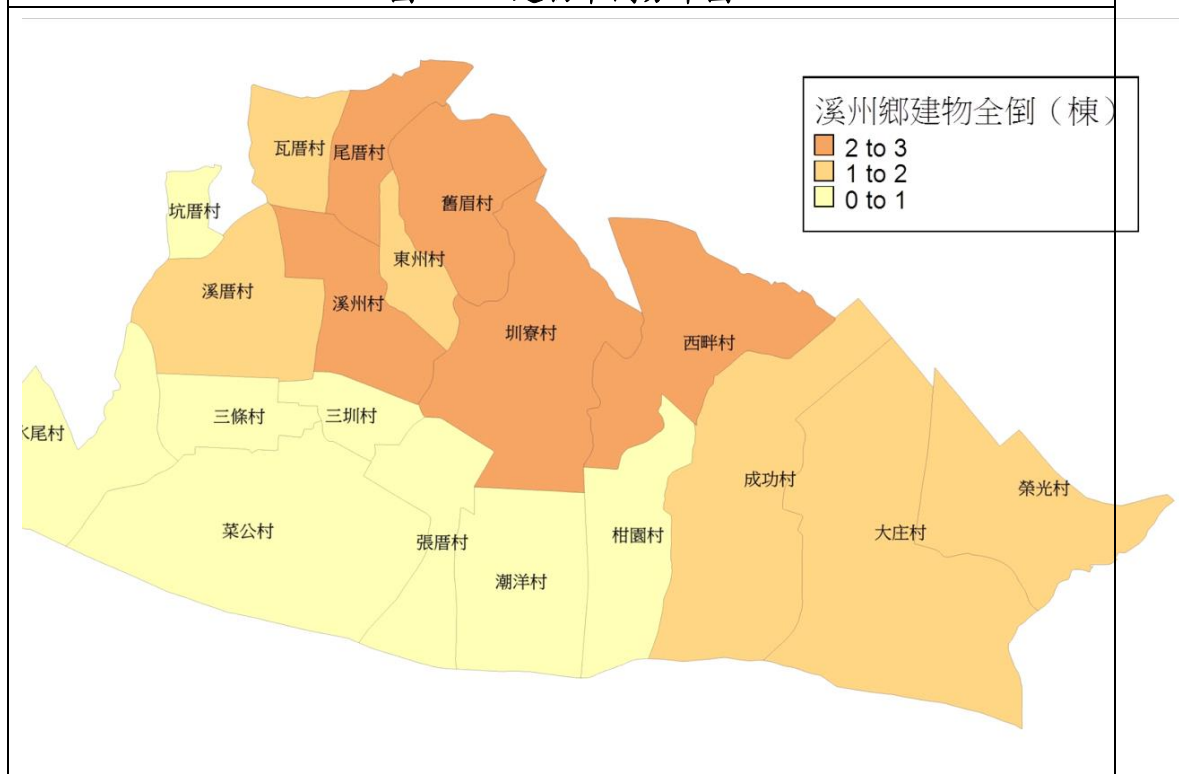 溪州鄉建物全倒（棟）
2 to 3
1 to 2
0 to 1
瓦厝村
尾厝村
舊眉村
坑厝村
東州村
溪厝村
溪州村
圳寮村
西畔村
三條村
三圳村
水尾村
成功村
榮光村
菜公村
張厝村
柑園村
大庄村
潮洋村